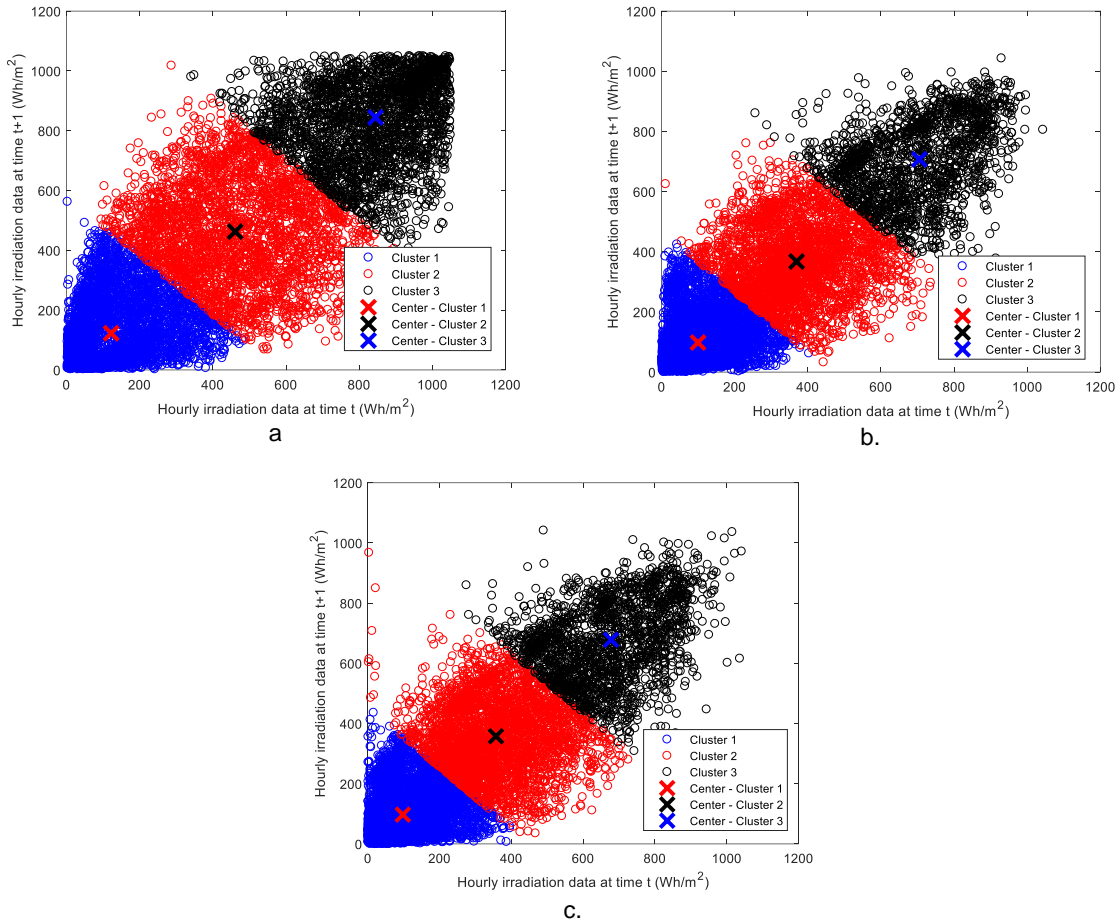 1200
1000
800
600
400
200
0
Hourly irradiation data at time t+1 (Wh/m²)
0 200 400 600 800 1000 1200
Hourly irradiation data at time t (Wh/m²)
Cluster 1
Cluster 2
Cluster 3
Center - Cluster 1
Center - Cluster 2
Center - Cluster 3
a
1200
1000
800
600
400
200
0
Hourly irradiation data at time t+1 (Wh/m²)
0 200 400 600 800 1000 1200
Hourly irradiation data at time t (Wh/m²)
Cluster 1
Cluster 2
Cluster 3
Center - Cluster 1
Center - Cluster 2
Center - Cluster 3
b.
1200
1000
800
600
400
200
0
Hourly irradiation data at time t+1 (Wh/m²)
0 200 400 600 800 1000 1200
Hourly irradiation data at time t (Wh/m²)
Cluster 1
Cluster 2
Cluster 3
Center - Cluster 1
Center - Cluster 2
Center - Cluster 3
c.